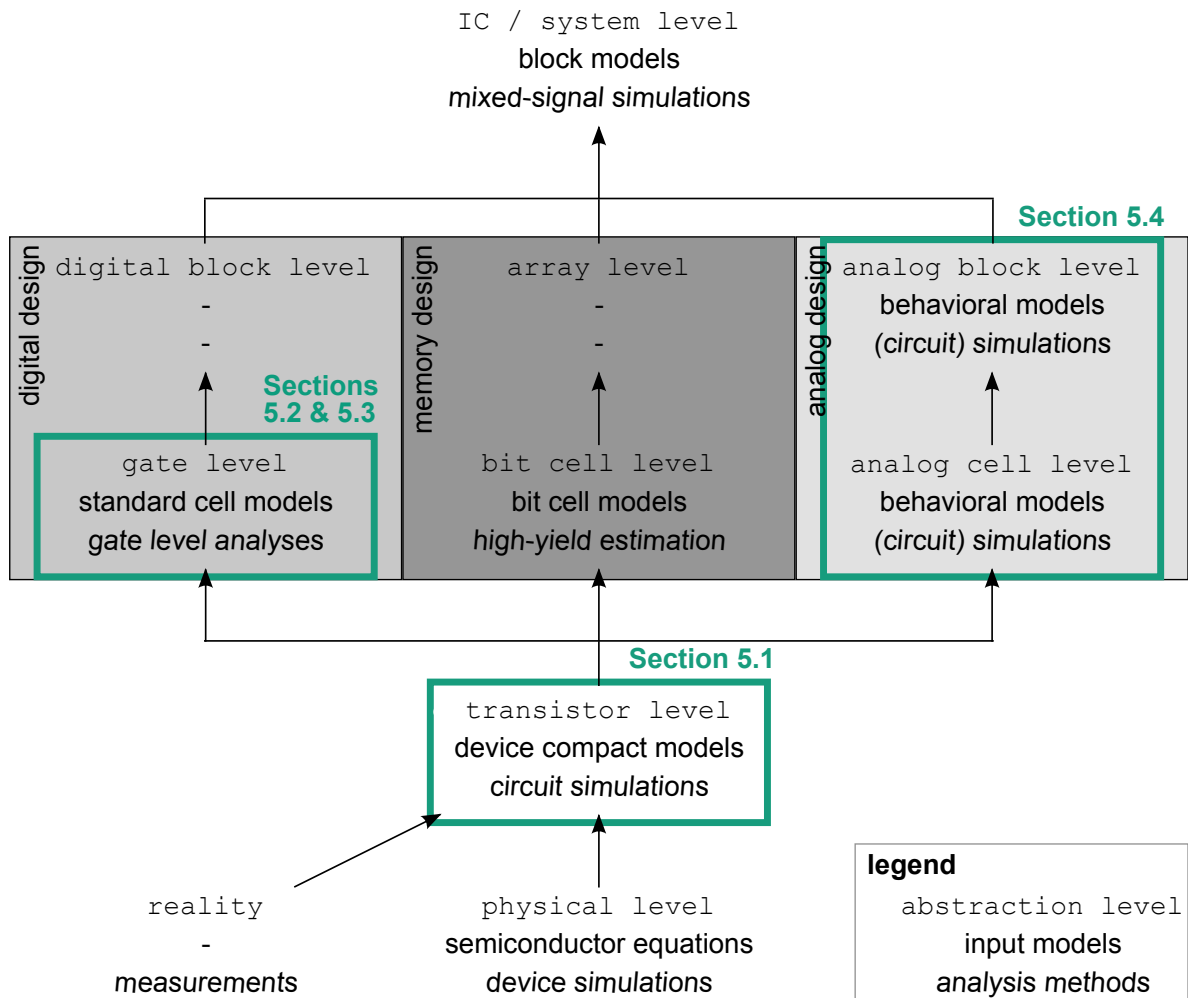 IC / system level
block models
mixed-signal simulations
Section 5.4
digital design
digital block level
-
-
Sections
5.2 & 5.3
gate level
standard cell models
gate level analyses
memory design
array level
-
-
bit cell level
bit cell models
high-yield estimation
analog design
analog block level
behavioral models
(circuit) simulations
analog cell level
behavioral models
(circuit) simulations
Section 5.1
transistor level
device compact models
circuit simulations
reality
-
measurements
physical level
semiconductor equations
device simulations
legend
abstraction level
input models
analysis methods